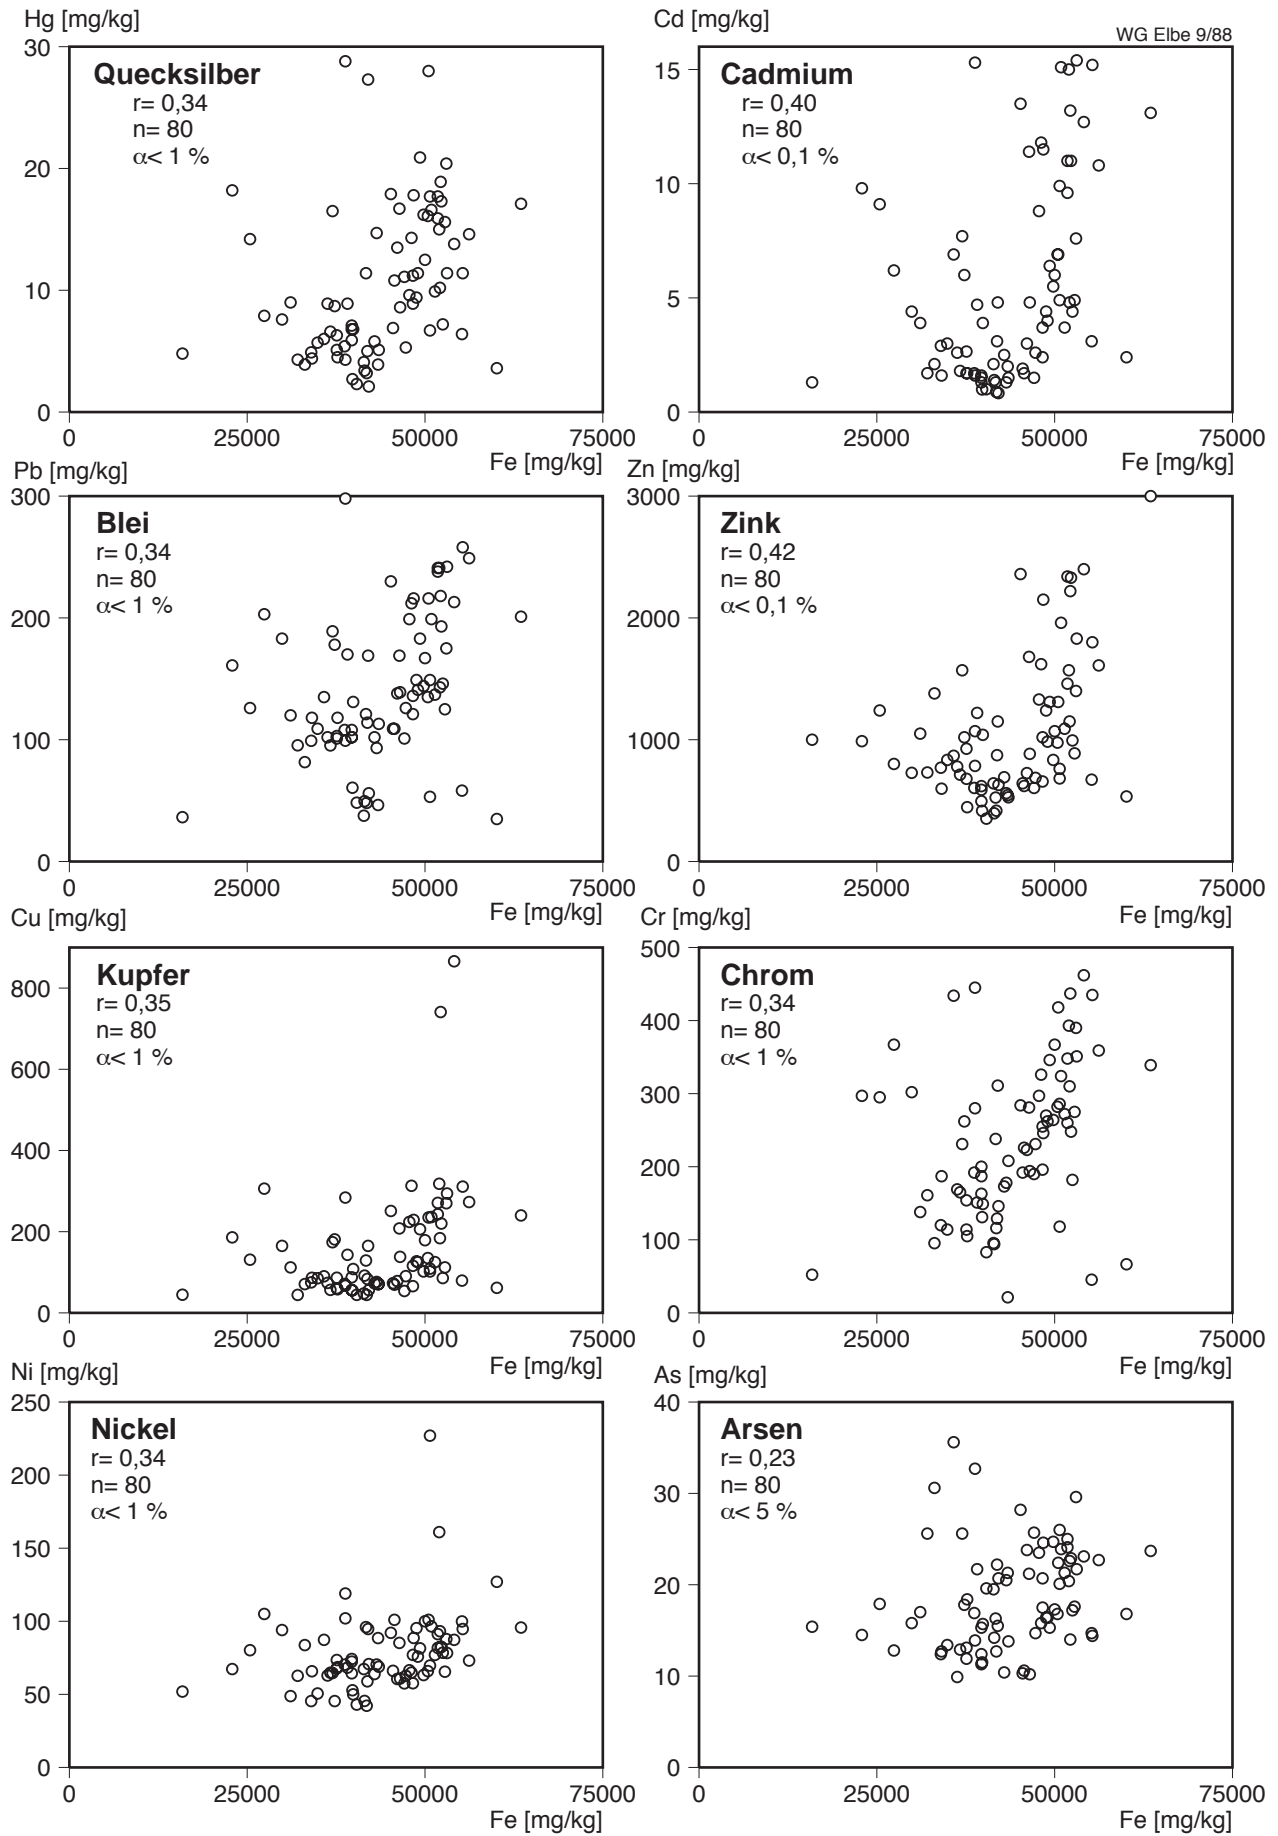 Hg [mg/kg]
Cd [mg/kg]
WG Elbe 9/88
30
20
10
0
Quecksilber
r= 0,34
n= 80
α< 1 %
0 25000 50000 75000
Fe [mg/kg]
15
10
5
0
Cadmium
r= 0,40
n= 80
α< 0,1 %
0 25000 50000 75000
Fe [mg/kg]
Pb [mg/kg]
300
200
100
0
Blei
r= 0,34
n= 80
α< 1 %
0 25000 50000 75000
Fe [mg/kg]
Zn [mg/kg]
3000
2000
1000
0
Zink
r= 0,42
n= 80
α< 0,1 %
0 25000 50000 75000
Fe [mg/kg]
Cu [mg/kg]
800
600
400
200
0
Kupfer
r= 0,35
n= 80
α< 1 %
0 25000 50000 75000
Fe [mg/kg]
Cr [mg/kg]
500
400
300
200
100
0
Chrom
r= 0,34
n= 80
α< 1 %
0 25000 50000 75000
Fe [mg/kg]
Ni [mg/kg]
250
200
150
100
50
0
Nickel
r= 0,34
n= 80
α< 1 %
0 25000 50000 75000
Fe [mg/kg]
As [mg/kg]
40
30
20
10
0
Arsen
r= 0,23
n= 80
α< 5 %
0 25000 50000 75000
Fe [mg/kg]